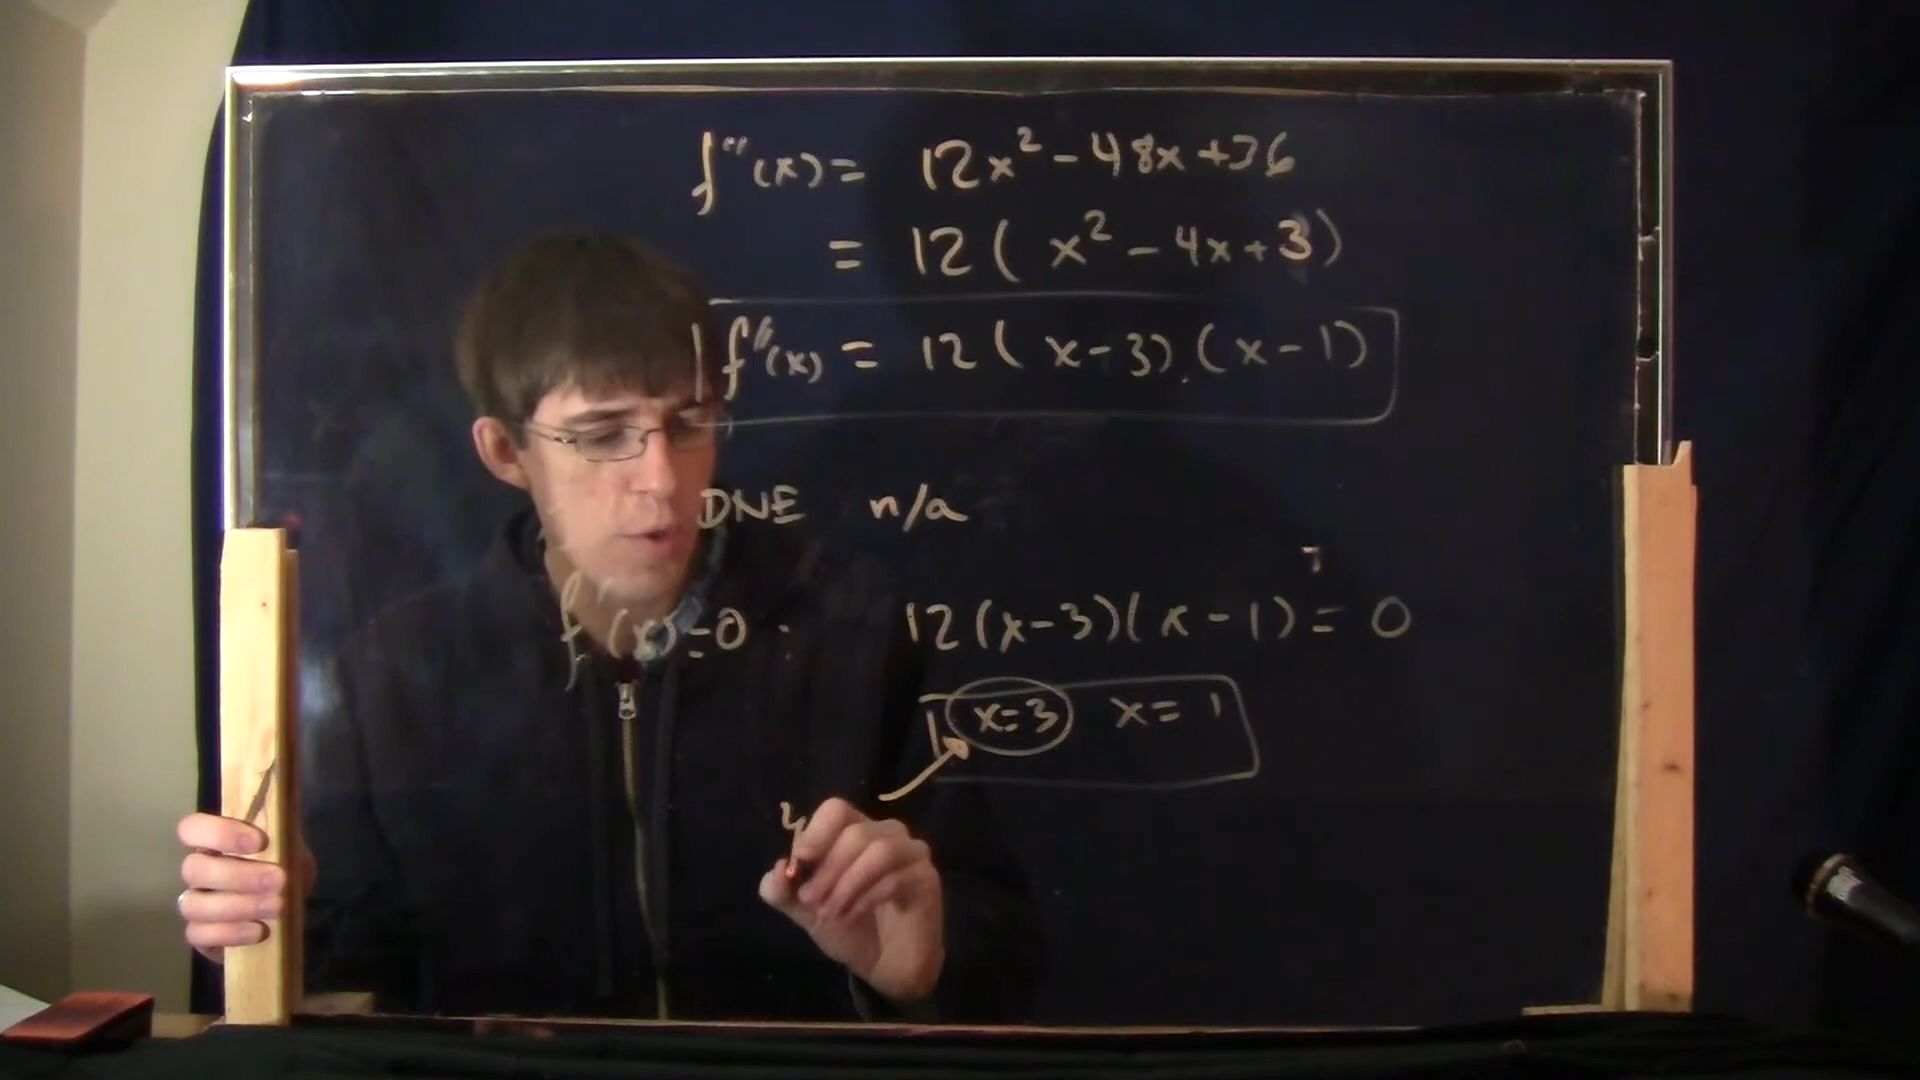 f''(x) = 12x² - 48x + 36
= 12( x² - 4x + 3)
f''(x) = 12( x - 3) (x - 1)
DNE n/a
f''(x) = 0 : 12(x - 3)(x - 1) = 0
x = 3 x = 1